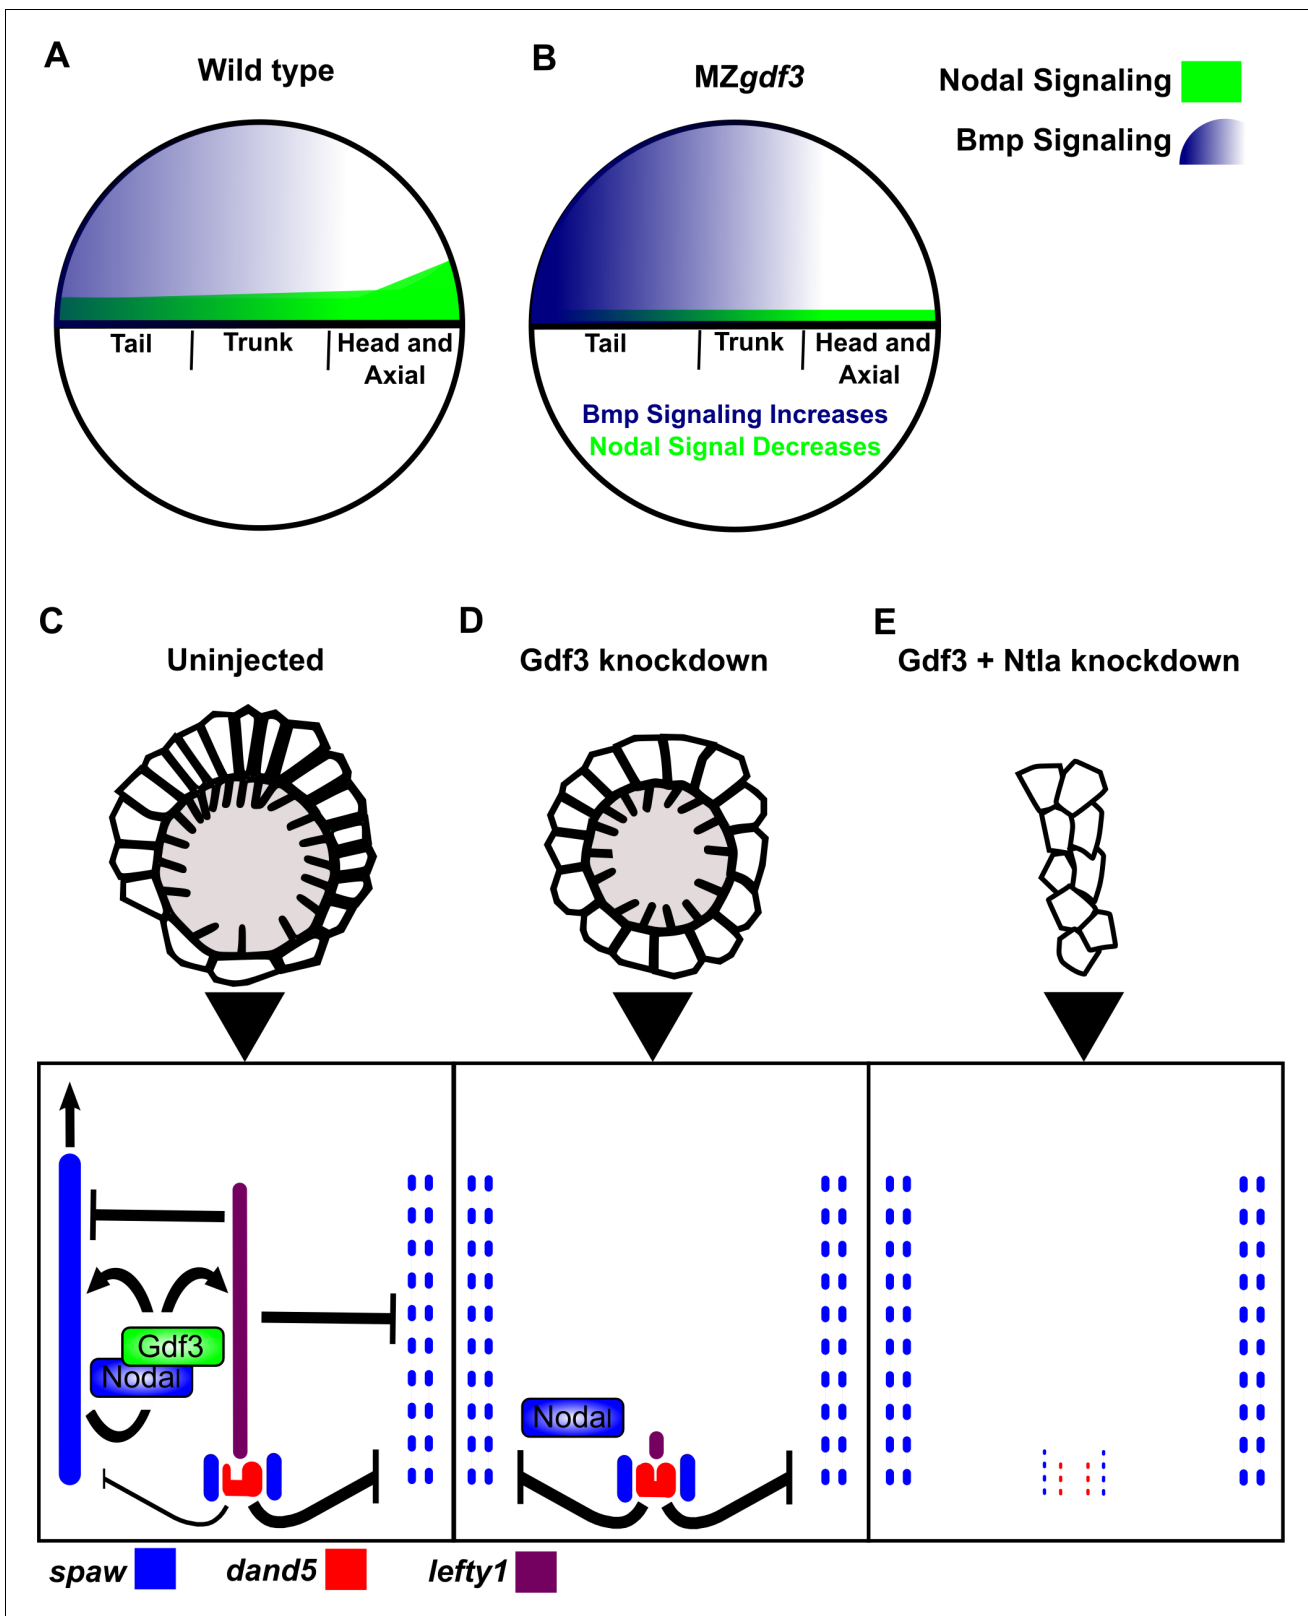 A
Wild type
B
MZgdf3
Nodal Signaling
Bmp Signaling
Tail
Trunk
Head and
Axial
Tail
Trunk
Head and
Axial
Bmp Signaling Increases
Nodal Signal Decreases
C
Uninjected
D
Gdf3 knockdown
E
Gdf3 + Ntla knockdown
Gdf3
Nodal
Nodal
spaw
dand5
lefty1